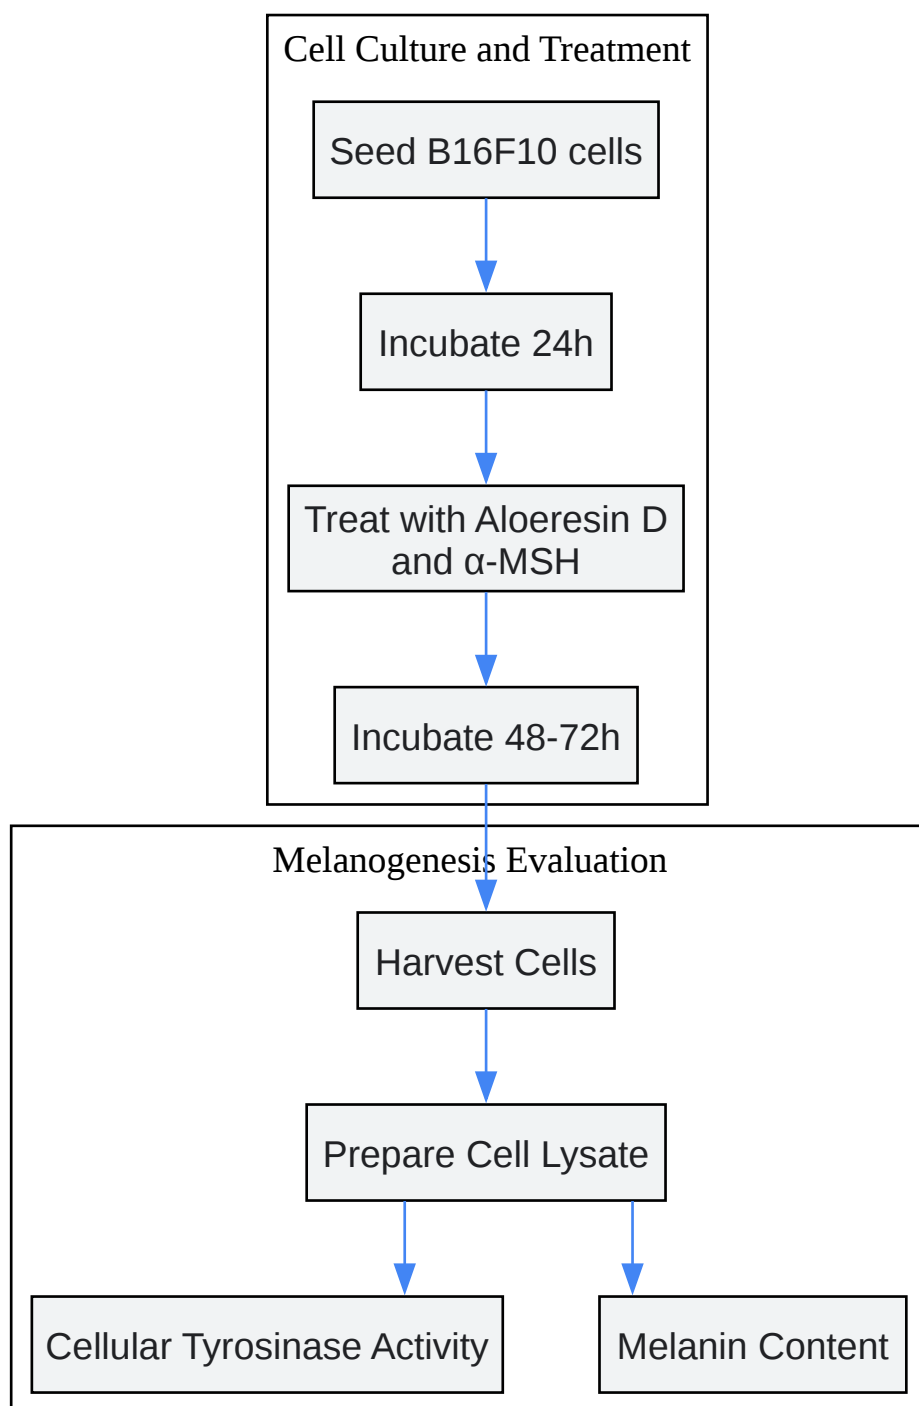 Cell Culture and Treatment
Seed B16F10 cells
Incubate 24h
Treat with Aloeresin D
and α-MSH
Incubate 48-72h
Melanogenesis Evaluation
Harvest Cells
Prepare Cell Lysate
Cellular Tyrosinase Activity
Melanin Content